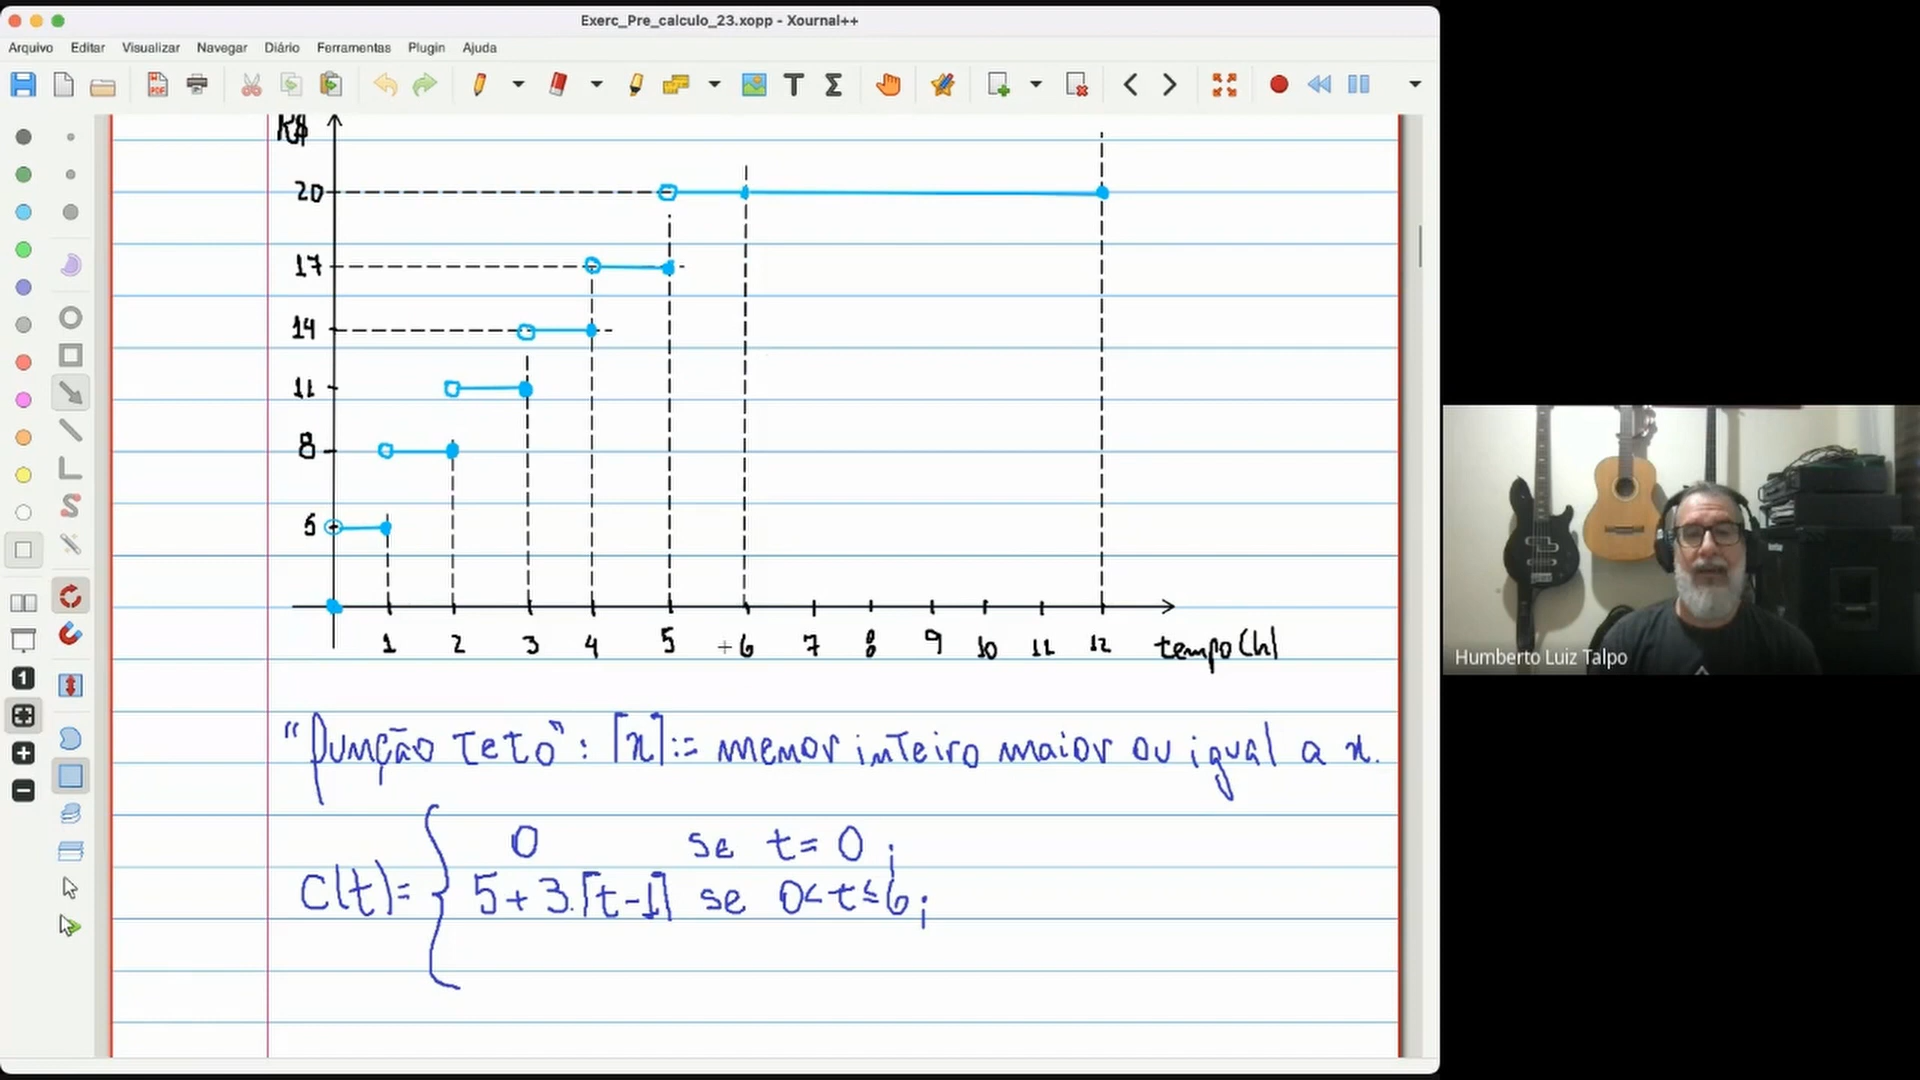 Exerc_Pre_calculo_23.xopp - Xournal++
Arquivo Editar Visualizar Navegar Diário Ferramentas Plugin Ajuda
R$
20
17
14
11
8
5
1 2 3 4 5 6 7 8 9 10 11 12 tempo (h)
"função teto": ⌈x⌉:= menor inteiro maior ou igual a x.
0 se t = 0;
C(t) = { 5 + 3.⌈t-1⌉ se 0 < t ≤ 6;
Humberto Luiz Talpo